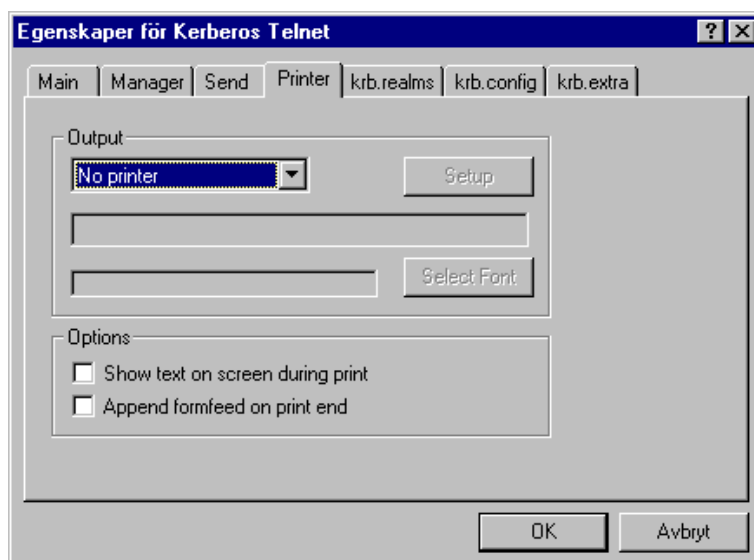 Egenskaper för Kerberos Telnet
Main Manager Send Printer krb.realms krb.config krb.extra
Output
No printer Setup
Select Font
Options
Show text on screen during print
Append formfeed on print end
OK Avbryt